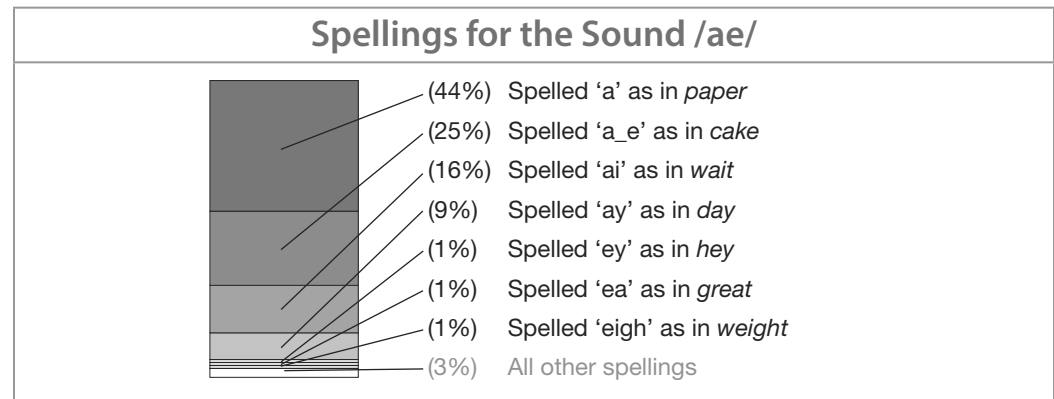 Spellings for the Sound /ae/
(44%) Spelled ‘a’ as in paper
(25%) Spelled ‘a_e’ as in cake
(16%) Spelled ‘ai’ as in wait
(9%) Spelled ‘ay’ as in day
(1%) Spelled ‘ey’ as in hey
(1%) Spelled ‘ea’ as in great
(1%) Spelled ‘eigh’ as in weight
(3%) All other spellings